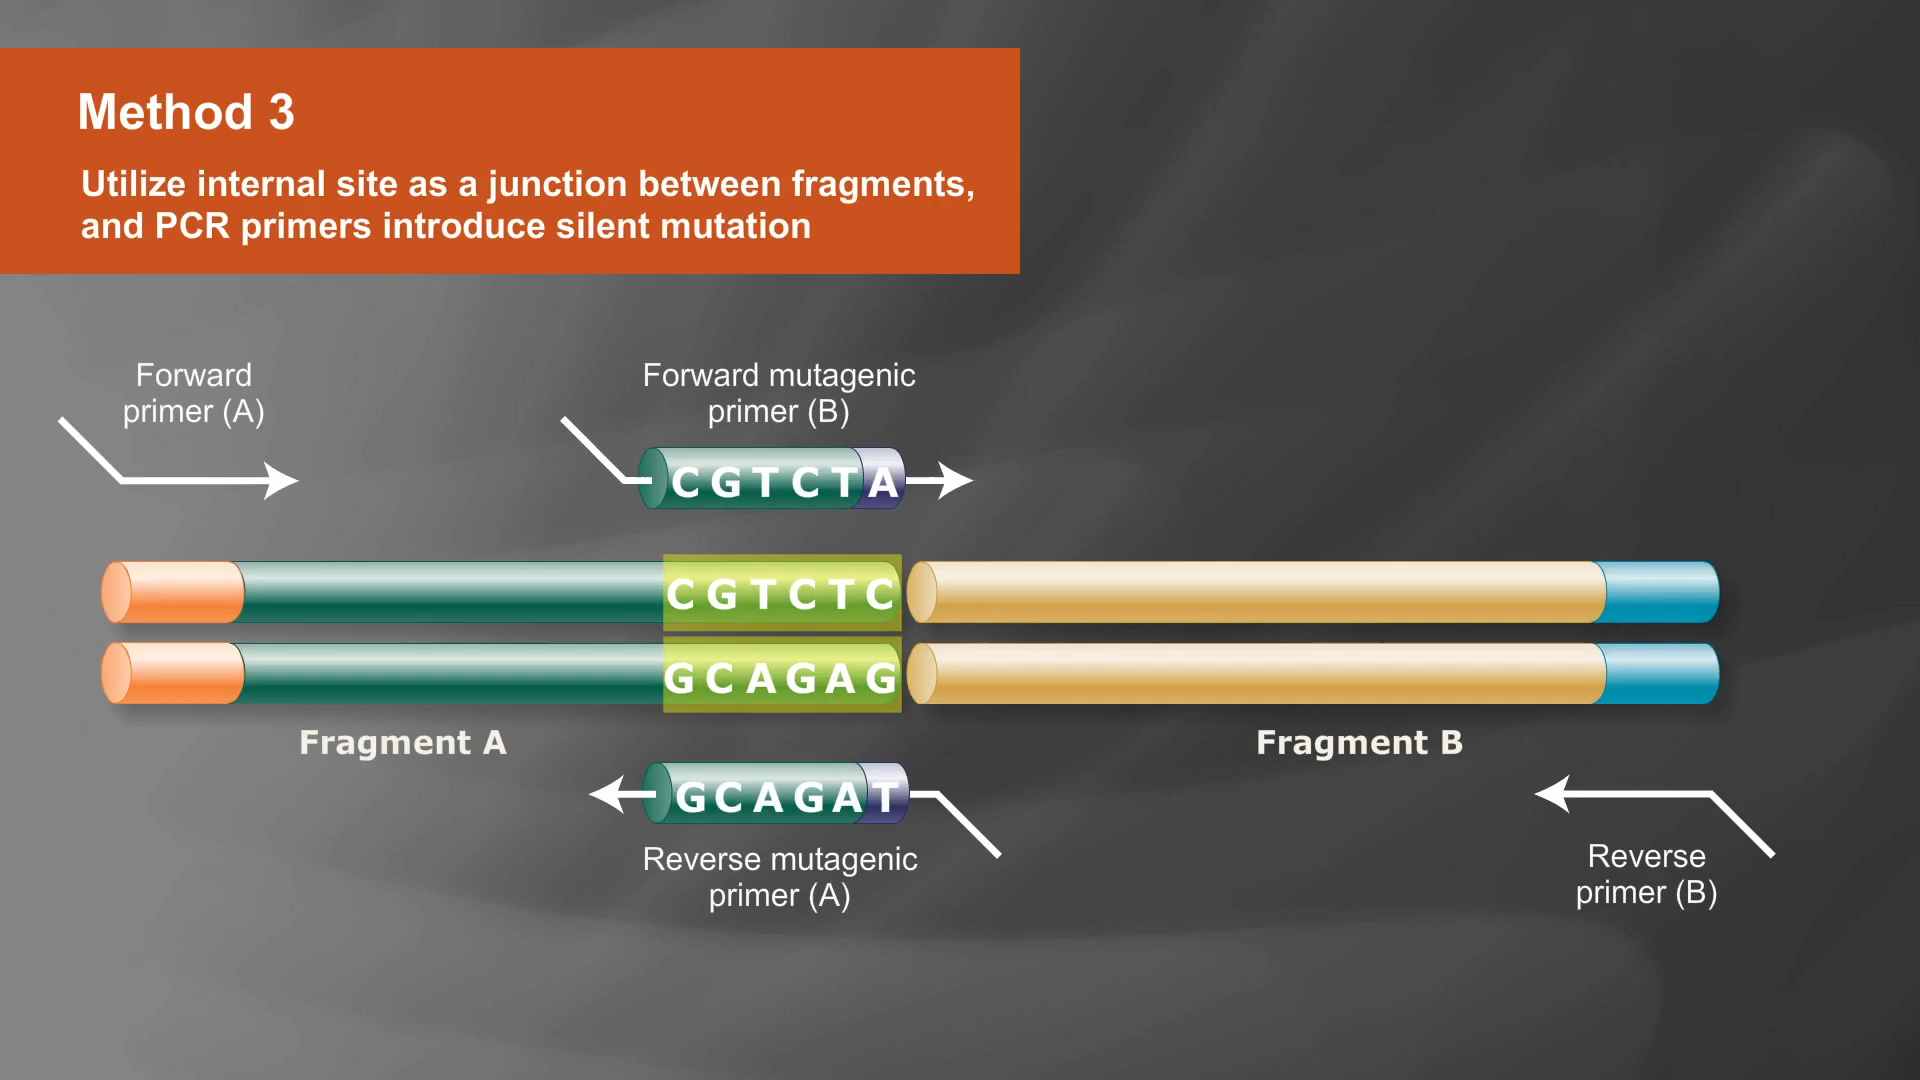 Method 3
Utilize internal site as a junction between fragments,
and PCR primers introduce silent mutation
Forward
primer (A)
Forward mutagenic
primer (B)
CGTCTA
CGTCTC
GCAGAG
Fragment A
Fragment B
GCAGAT
Reverse mutagenic
primer (A)
Reverse
primer (B)